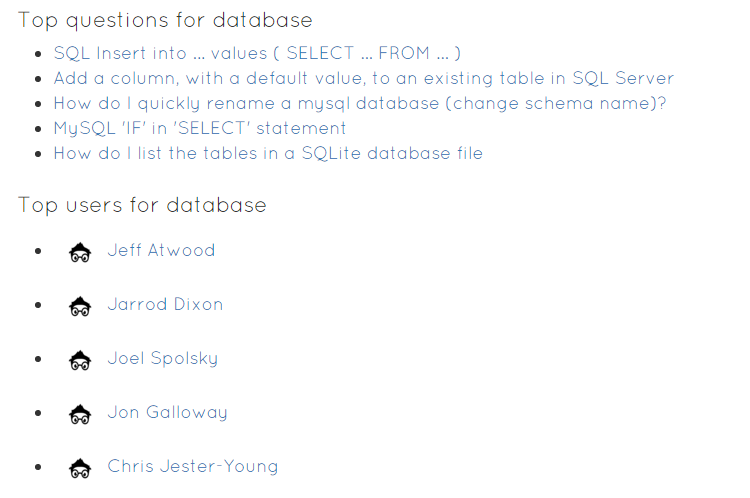 Top questions for database
SQL Insert into ... values ( SELECT ... FROM ... )
Add a column, with a default value, to an existing table in SQL Server
How do I quickly rename a mysql database (change schema name)?
MySQL 'IF' in 'SELECT' statement
How do I list the tables in a SQLite database file
Top users for database
Jeff Atwood
Jarrod Dixon
Joel Spolsky
Jon Galloway
Chris Jester-Young